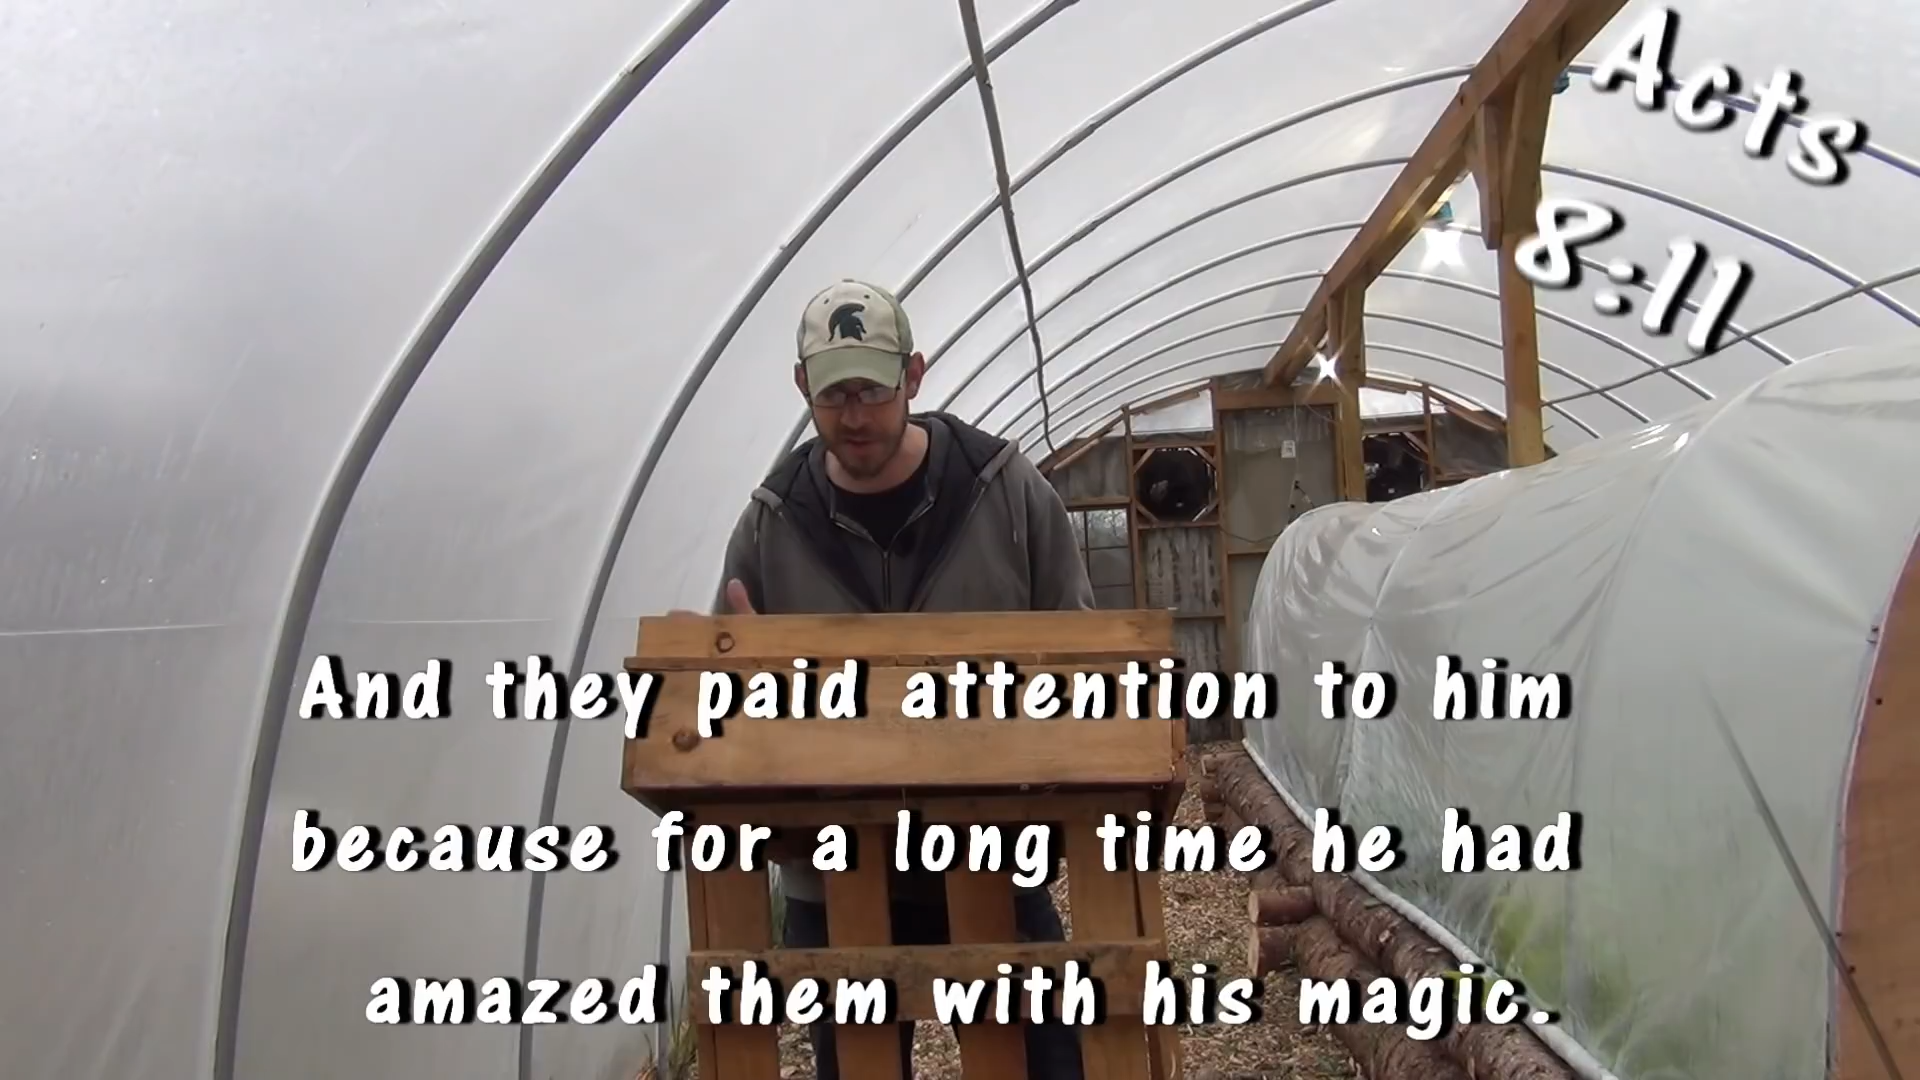 Acts
8:11
And they paid attention to him
because for a long time he had
amazed them with his magic.